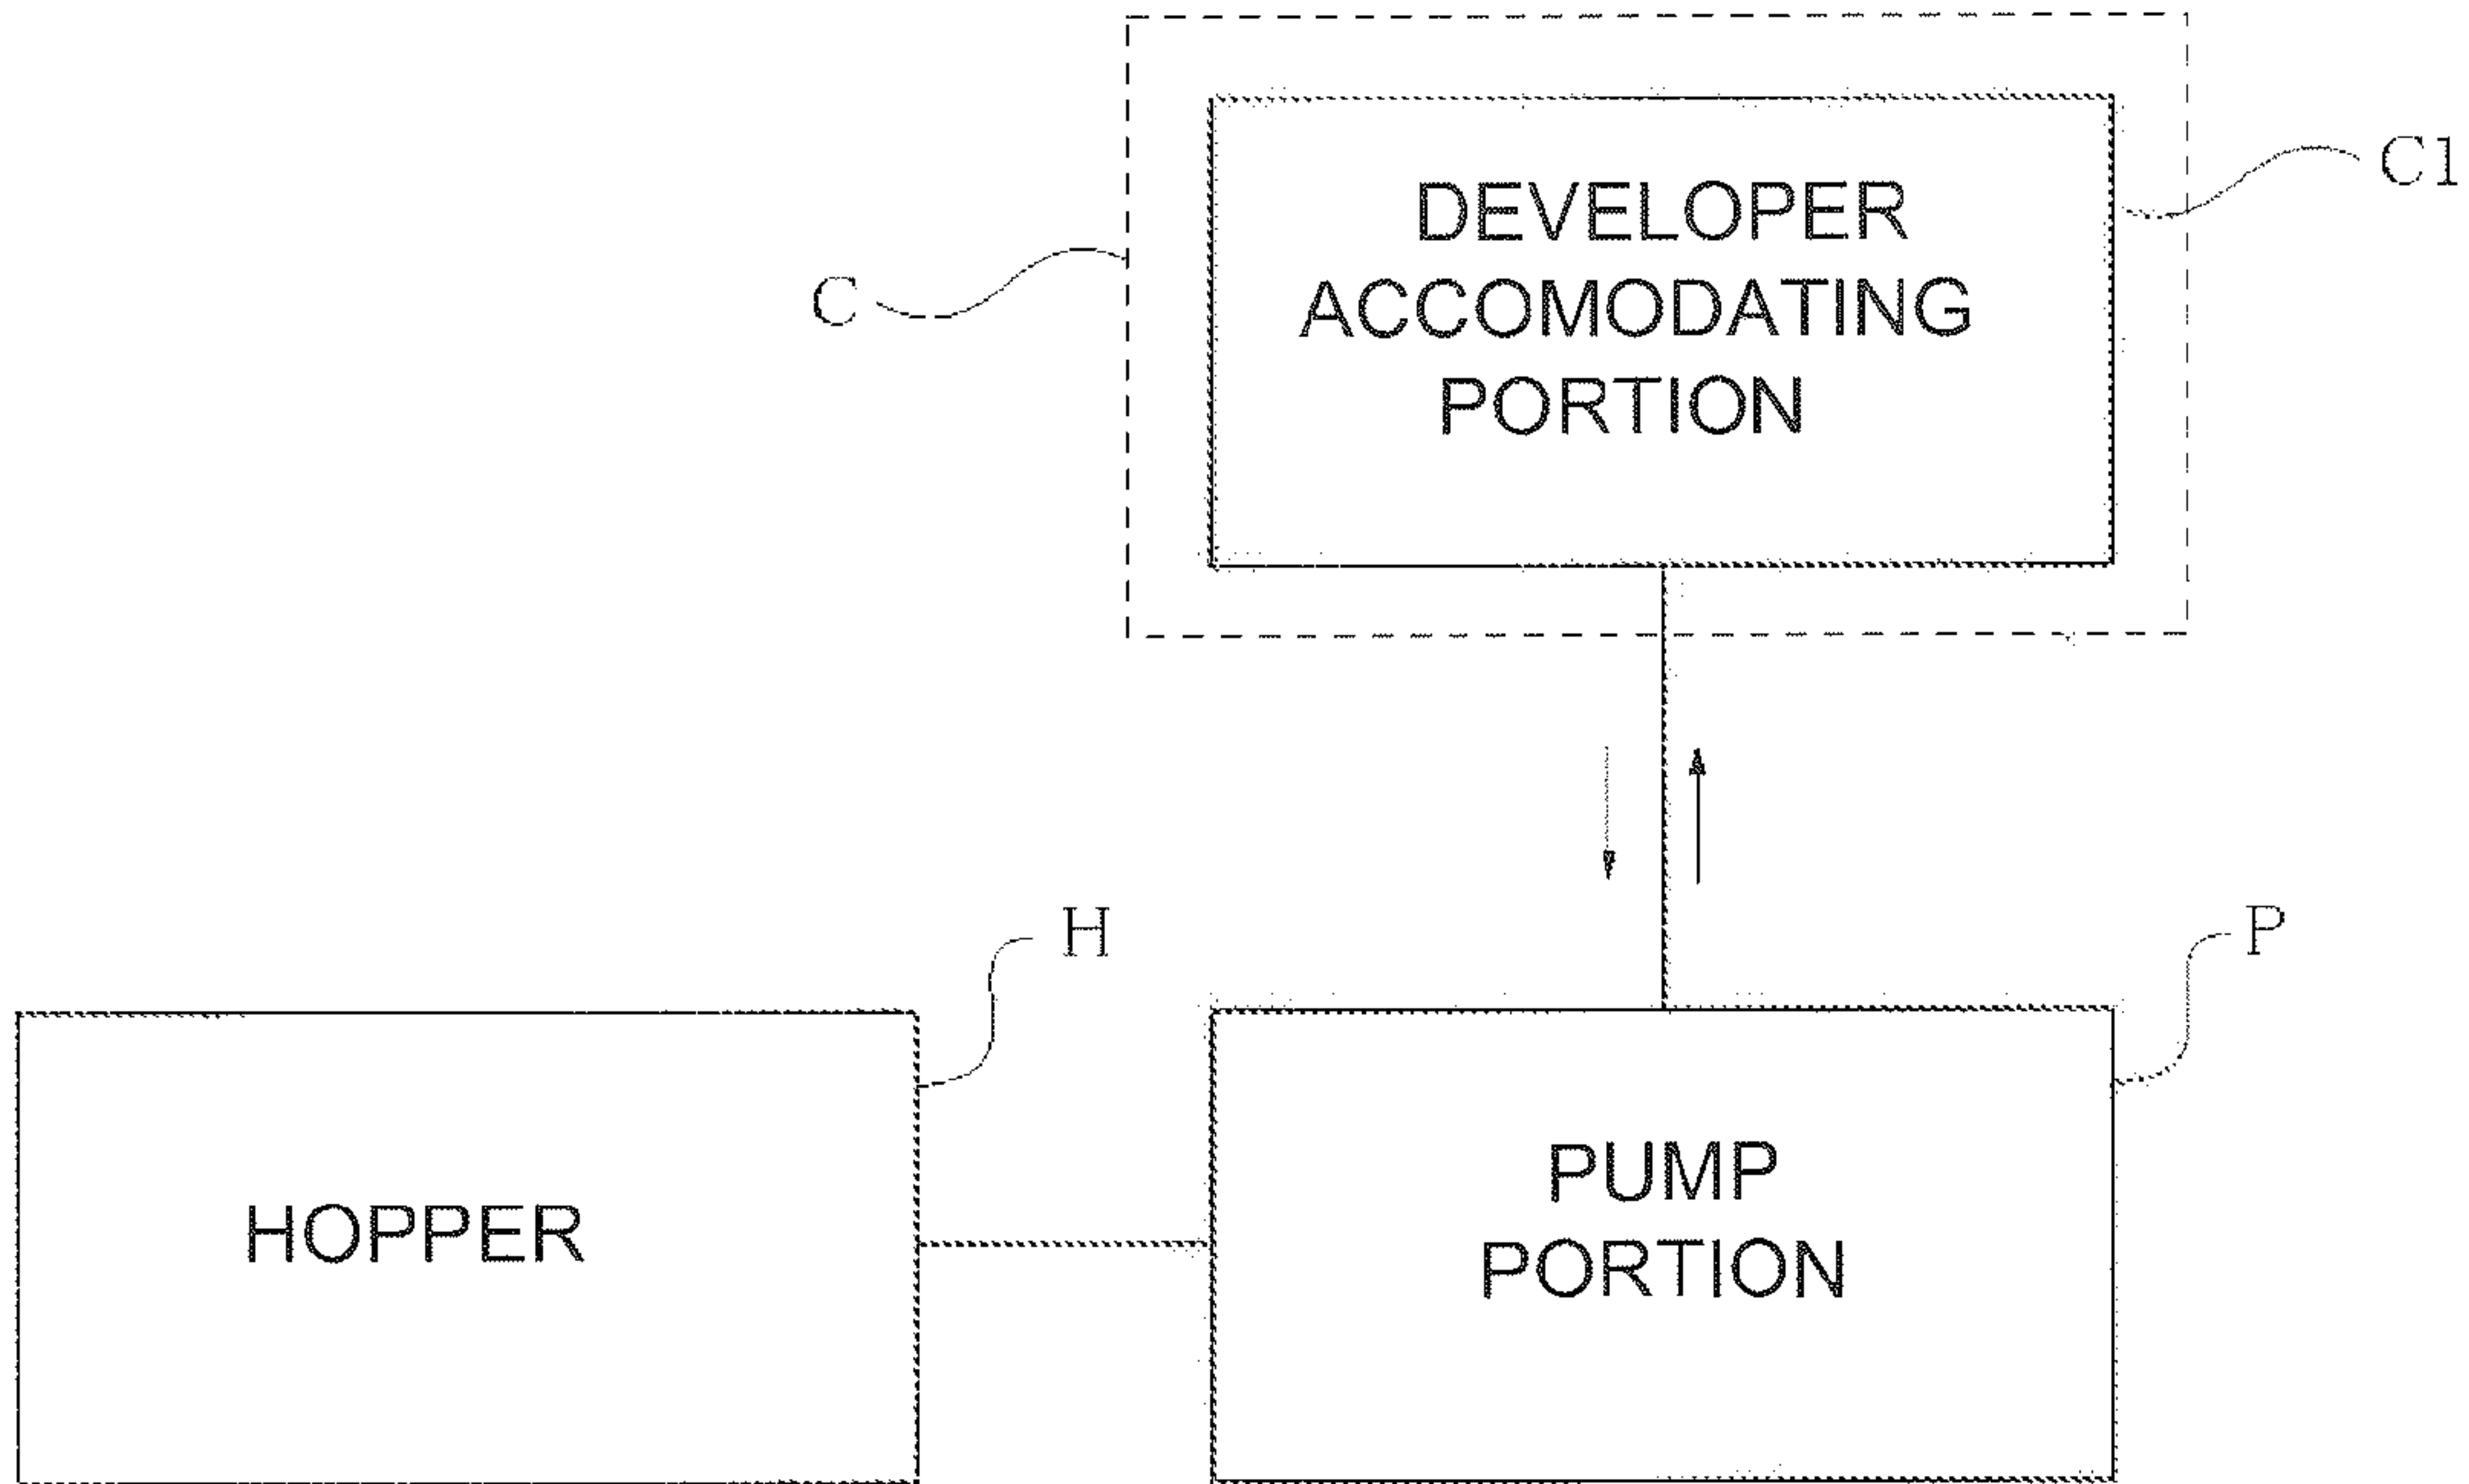 DEVELOPER
ACCOMODATING
PORTION
C1
C
H
P
HOPPER
PUMP
PORTION